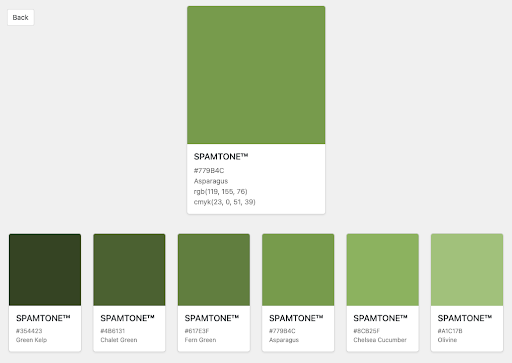 Back
SPAMTONE™
#779B4C
Asparagus
rgb(119, 155, 76)
cmyk(23, 0, 51, 39)
SPAMTONE™
#354423
Green Kelp
SPAMTONE™
#4B6131
Chalet Green
SPAMTONE™
#617E3F
Fern Green
SPAMTONE™
#779B4C
Asparagus
SPAMTONE™
#8CB25F
Chelsea Cucumber
SPAMTONE™
#A1C17B
Olivine